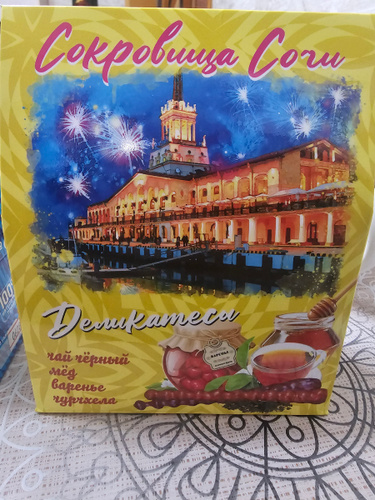 Сокровища Сочи
Деликатесы
чай чёрный
мёд
варенье
чурчхела